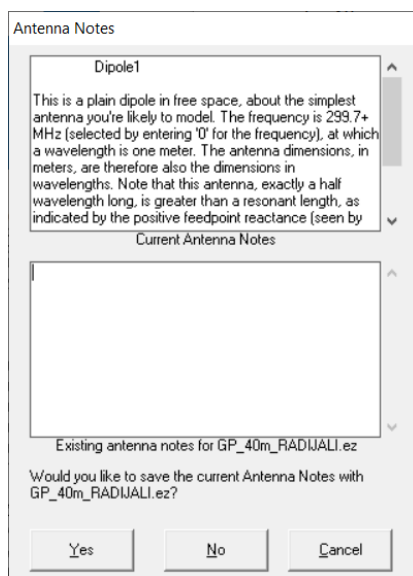 Antenna Notes
Dipole1
This is a plain dipole in free space, about the simplest
antenna you're likely to model. The frequency is 299.7+
MHz (selected by entering '0' for the frequency), at which
a wavelength is one meter. The antenna dimensions, in
meters, are therefore also the dimensions in
wavelengths. Note that this antenna, exactly a half
wavelength long, is greater than a resonant length, as
indicated by the positive feedpoint reactance (seen by
Current Antenna Notes
Existing antenna notes for GP_40m_RADIJALI.ez
Would you like to save the current Antenna Notes with
GP_40m_RADIJALI.ez?
Yes No Cancel